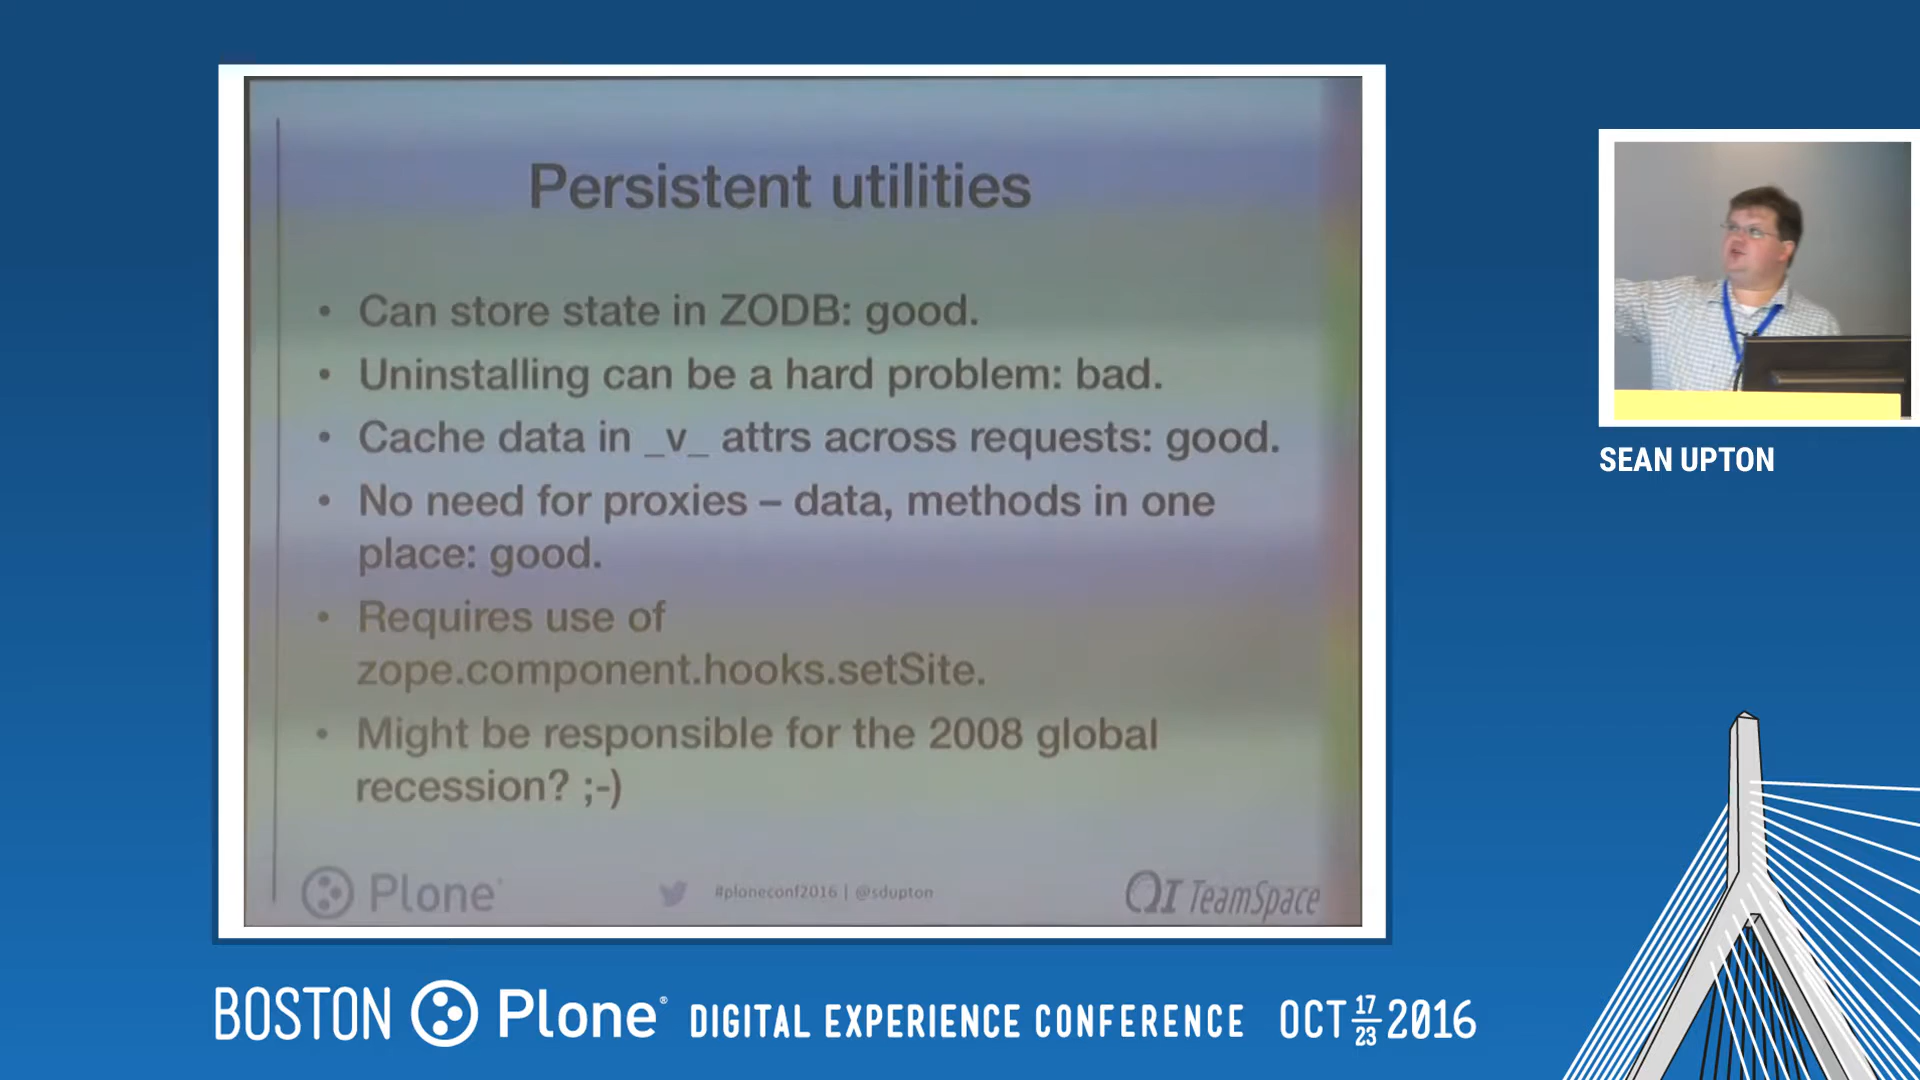 Persistent utilities
• Can store state in ZODB: good.
• Uninstalling can be a hard problem: bad.
• Cache data in _v_ attrs across requests: good.
• No need for proxies – data, methods in one
place: good.
• Requires use of
zope.component.hooks.setSite.
• Might be responsible for the 2008 global
recession? ;-)
Plone
#ploneconf2016 | @sdupton
QI TeamSpace
SEAN UPTON
BOSTON Plone® DIGITAL EXPERIENCE CONFERENCE OCT 17/23 2016